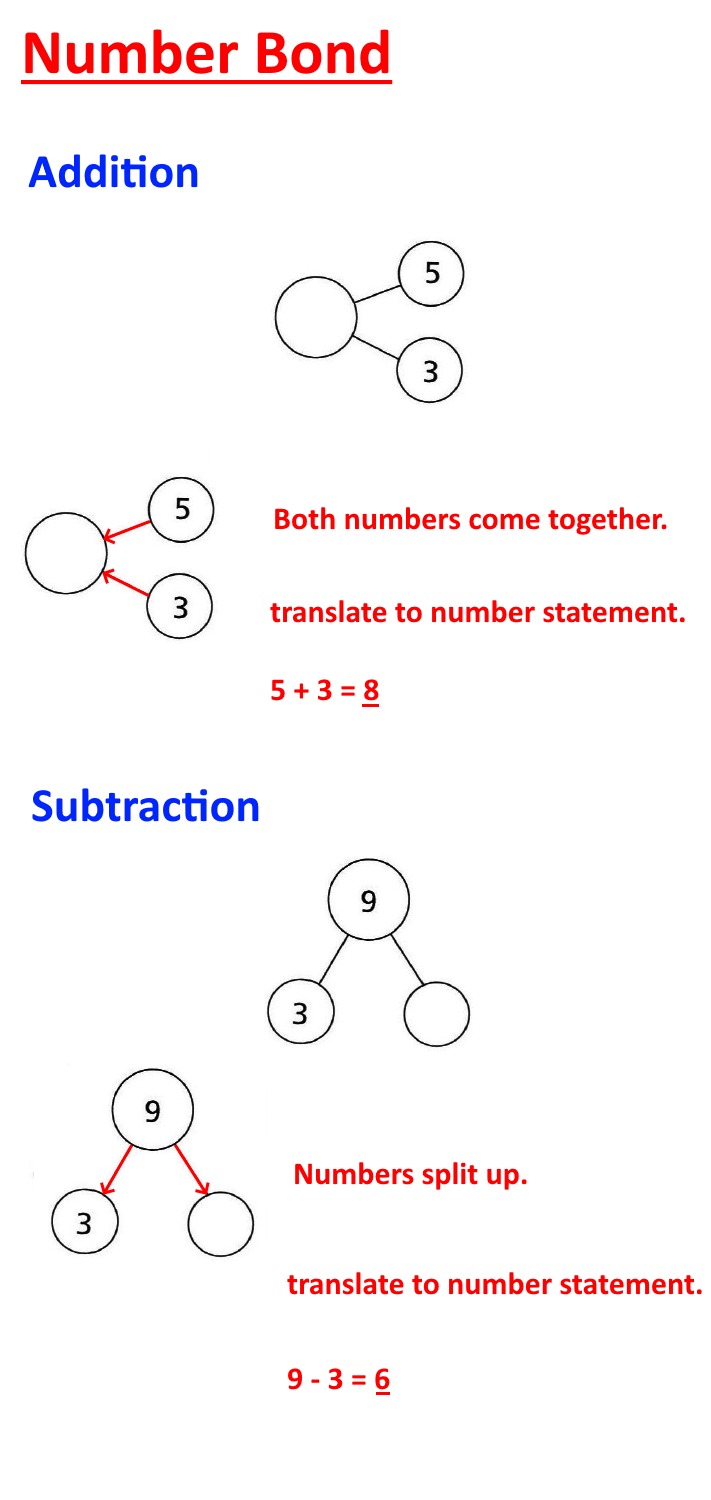 Number Bond
Addition
5
3
5
Both numbers come together.
3
translate to number statement.
5 + 3 = 8
Subtraction
9
3
9
Numbers split up.
3
translate to number statement.
9 - 3 = 6